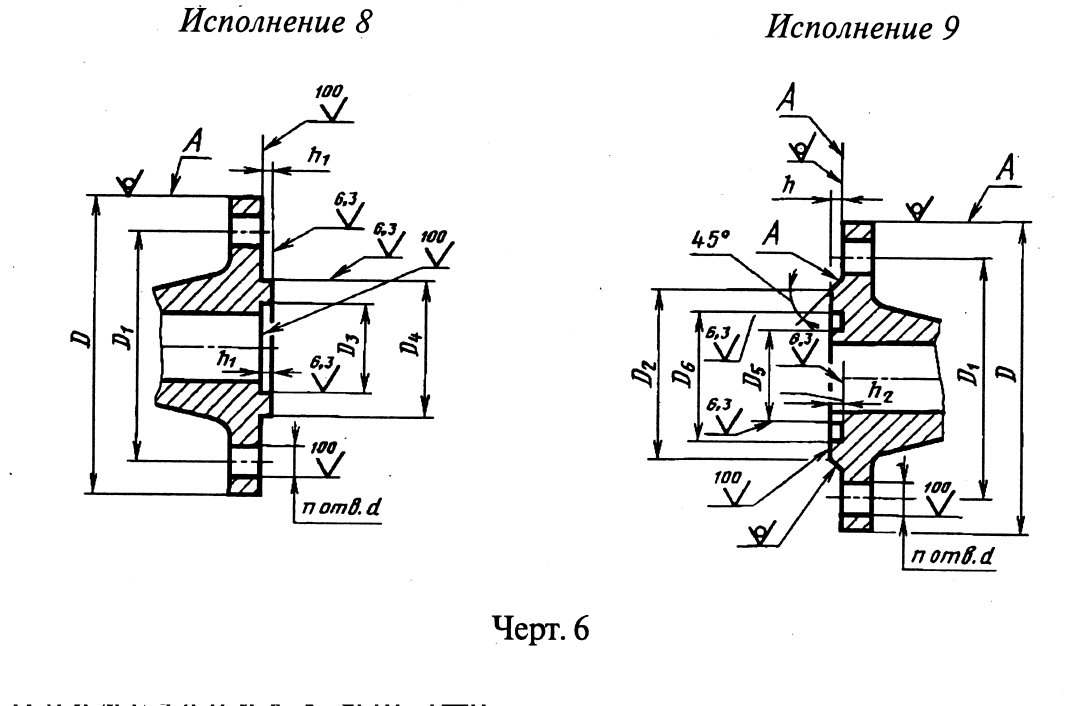 Исполнение 8
Исполнение 9
100
A
h₁
6,3
6,3
100
D
D₁
h₁
D₃
D₄
6,3
100
n отв. d
A
h
A
45°
A
6,3
6,3
D₂
D₆
D₅
h₂
D₁
D
6,3
100
100
n отв. d
Черт. 6